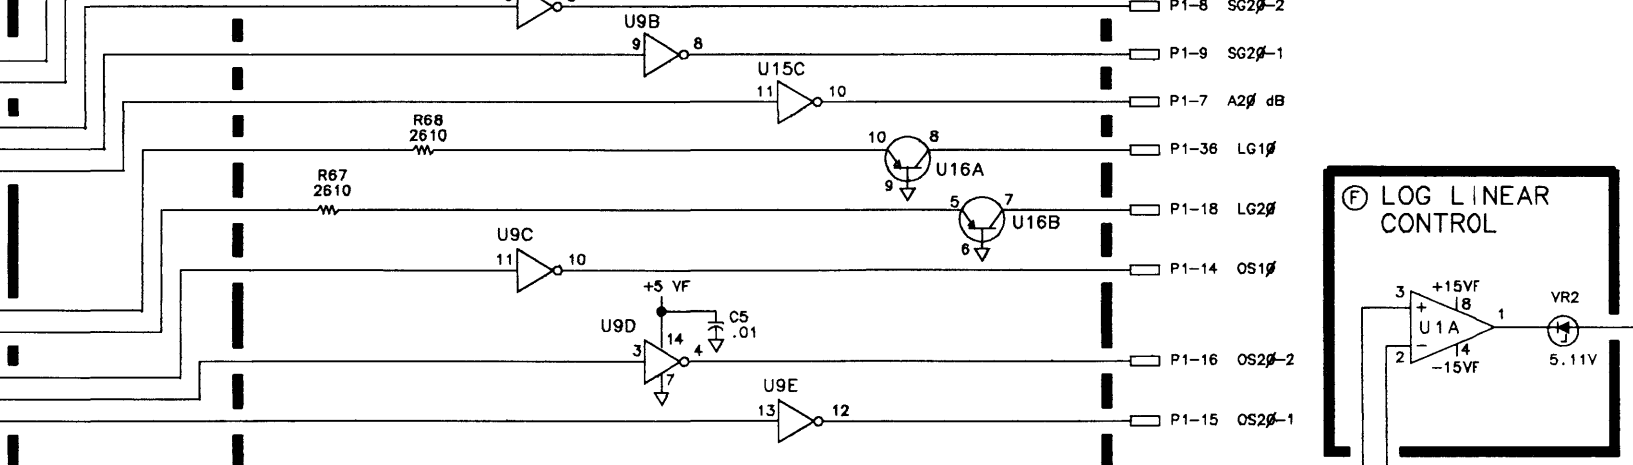 P1-8 SG2Ø-2
U9B
9 8 P1-9 SG2Ø-1
U15C
11 10 P1-7 A2Ø dB
R68
2610
10 8 P1-36 LG1Ø
U16A
9
R67
2610
5 7 P1-18 LG2Ø
U16B
6
U9C
11 10 P1-14 OS1Ø
+5 VF
C5
.01
U9D
14
3 4 P1-16 OS2Ø-2
7
U9E
13 12 P1-15 OS2Ø-1
F LOG LINEAR
CONTROL
+15VF
3 8
+
U1A 1
−
2 4
-15VF
VR2
5.11V